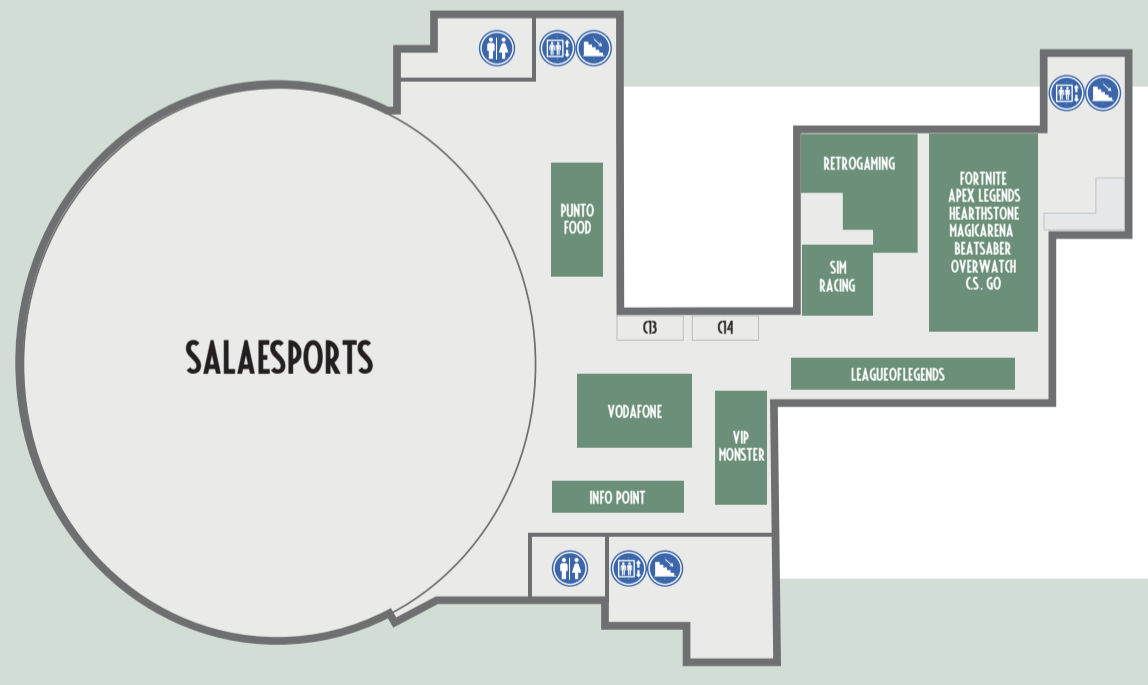 RETROGAMING
FORTNITE
APEX LEGENDS
HEARTHSTONE
MAGICARENA
BEATSABER
OVERWATCH
C.S. GO
PUNTO
FOOD
SIM
RACING
C13
C14
SALAESPORTS
LEAGUEOFLEGENDS
VODAFONE
VIP
MONSTER
INFO POINT